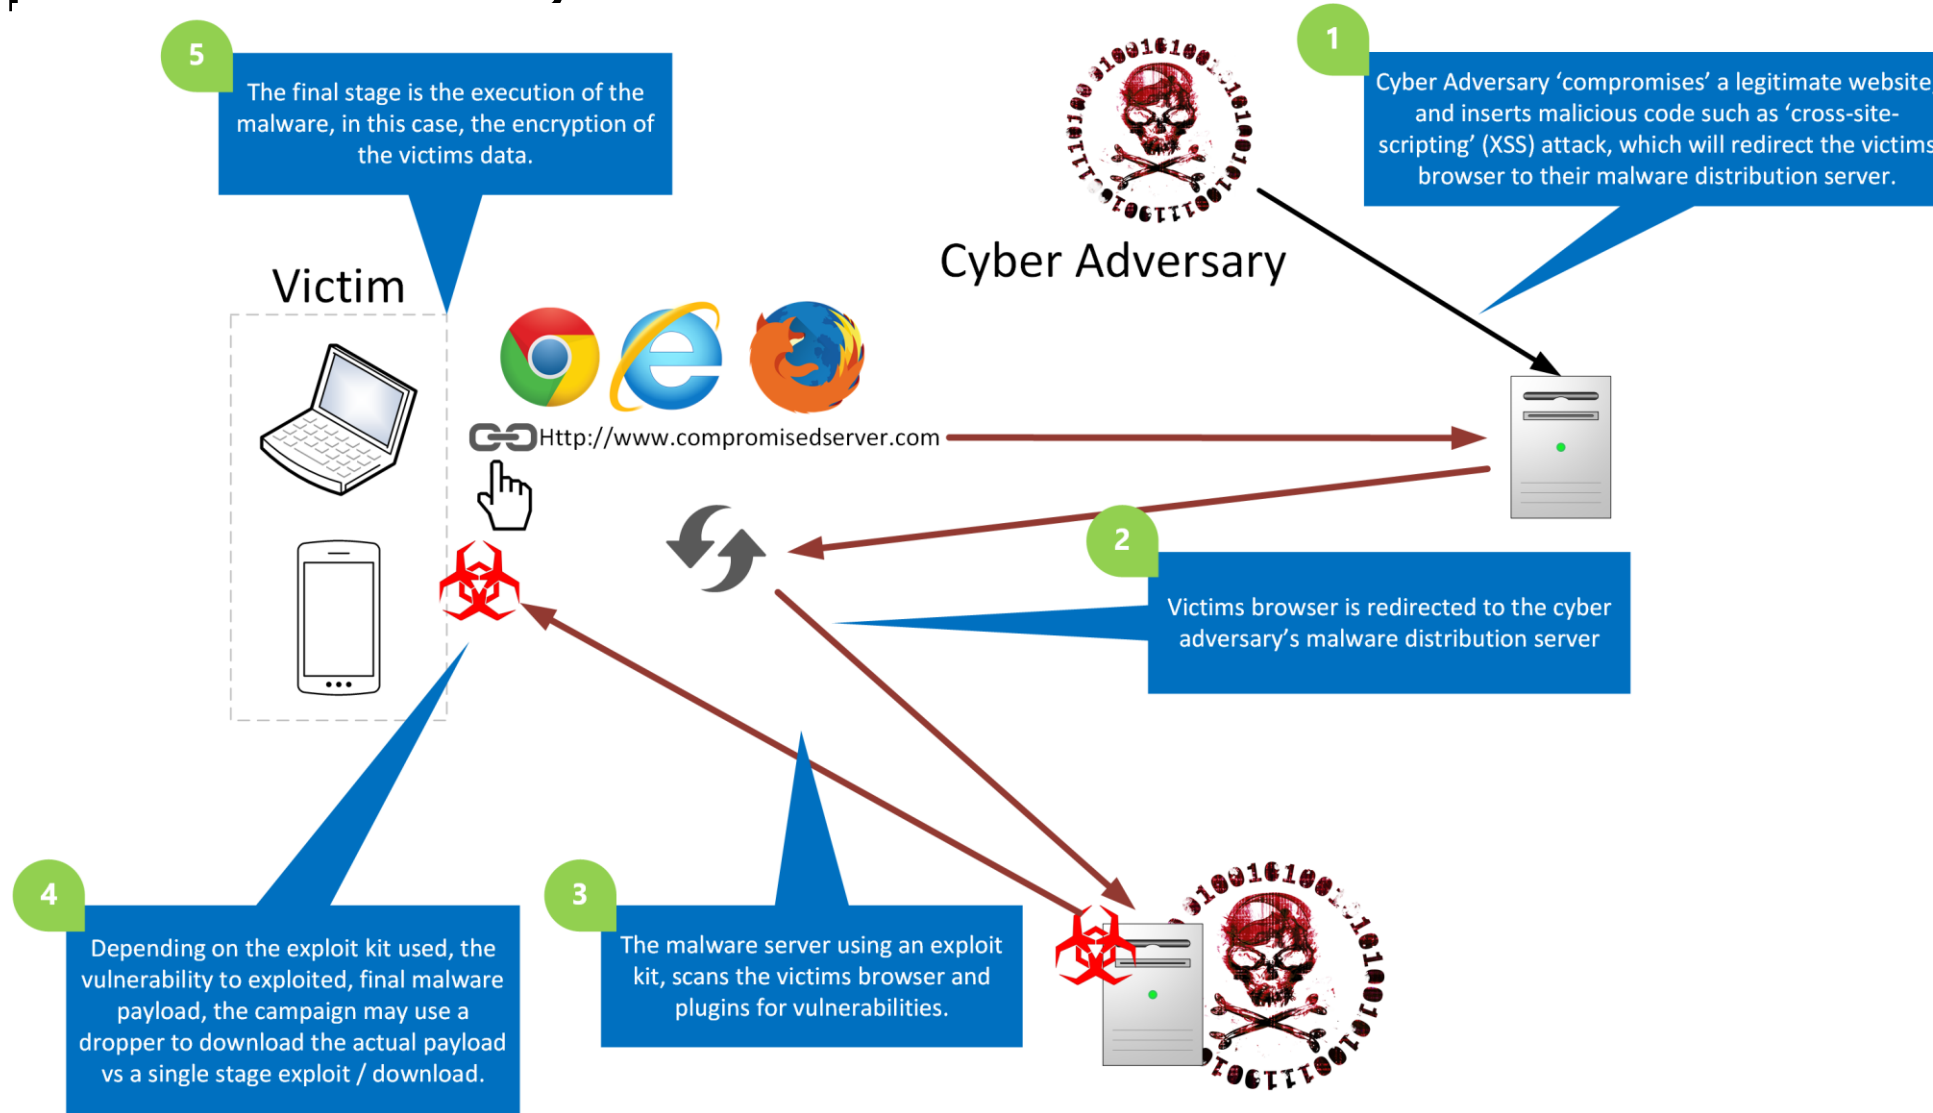 5
The final stage is the execution of the
malware, in this case, the encryption of
the victims data.
1
Cyber Adversary ‘compromises’ a legitimate website,
and inserts malicious code such as ‘cross-site-
scripting’ (XSS) attack, which will redirect the victims
browser to their malware distribution server.
Cyber Adversary
Victim
Http://www.compromisedserver.com
2
Victims browser is redirected to the cyber
adversary’s malware distribution server
4
Depending on the exploit kit used, the
vulnerability to exploited, final malware
payload, the campaign may use a
dropper to download the actual payload
vs a single stage exploit / download.
3
The malware server using an exploit
kit, scans the victims browser and
plugins for vulnerabilities.